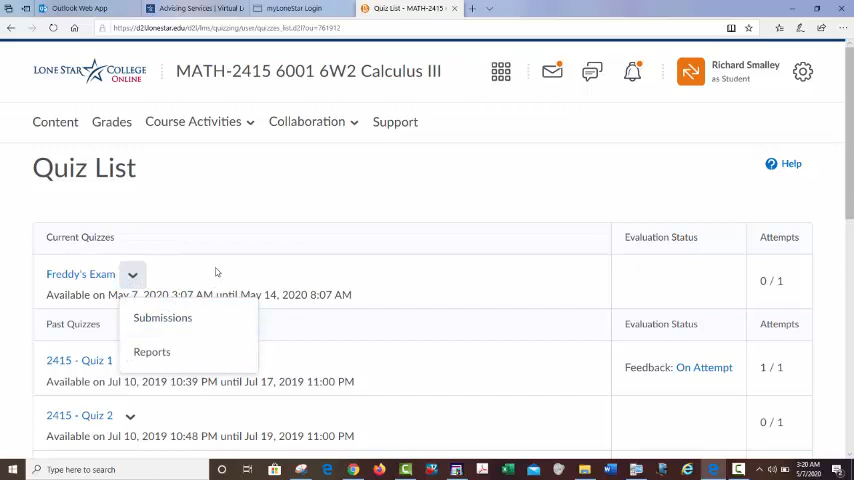 Outlook Web App
Advising Services | Virtual L
myLoneStar Login
Quiz List - MATH-2415
https://d2l.lonestar.edu/d2l/lms/quizzing/user/quizzes_list.d2l?ou=761912
LONE STAR COLLEGE
ONLINE
MATH-2415 6001 6W2 Calculus III
Richard Smalley
as Student
Content Grades Course Activities Collaboration Support
Quiz List
Help
Current Quizzes Evaluation Status Attempts
Freddy's Exam
0 / 1
Available on May 7, 2020 3:07 AM until May 14, 2020 8:07 AM
Submissions
Past Quizzes Evaluation Status Attempts
Reports
2415 - Quiz 1
Feedback: On Attempt 1 / 1
Available on Jul 10, 2019 10:39 PM until Jul 17, 2019 11:00 PM
2415 - Quiz 2
0 / 1
Available on Jul 10, 2019 10:48 PM until Jul 19, 2019 11:00 PM
Type here to search
3:20 AM
5/7/2020